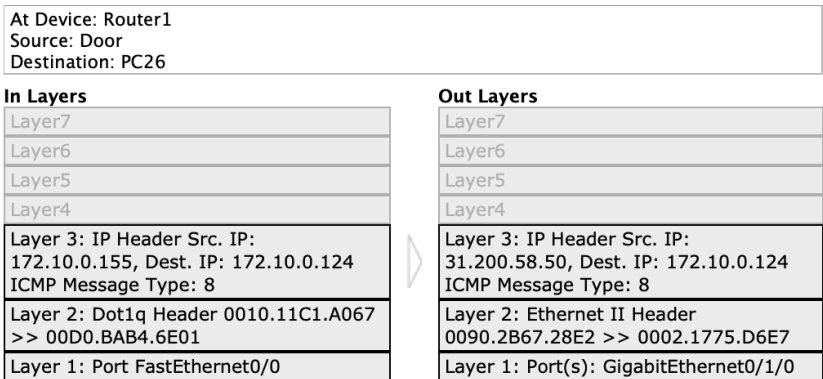 At Device: Router1
Source: Door
Destination: PC26
In Layers
Layer7
Layer6
Layer5
Layer4
Layer 3: IP Header Src. IP:
172.10.0.155, Dest. IP: 172.10.0.124
ICMP Message Type: 8
Layer 2: Dot1q Header 0010.11C1.A067
>> 00D0.BAB4.6E01
Layer 1: Port FastEthernet0/0
Out Layers
Layer7
Layer6
Layer5
Layer4
Layer 3: IP Header Src. IP:
31.200.58.50, Dest. IP: 172.10.0.124
ICMP Message Type: 8
Layer 2: Ethernet II Header
0090.2B67.28E2 >> 0002.1775.D6E7
Layer 1: Port(s): GigabitEthernet0/1/0